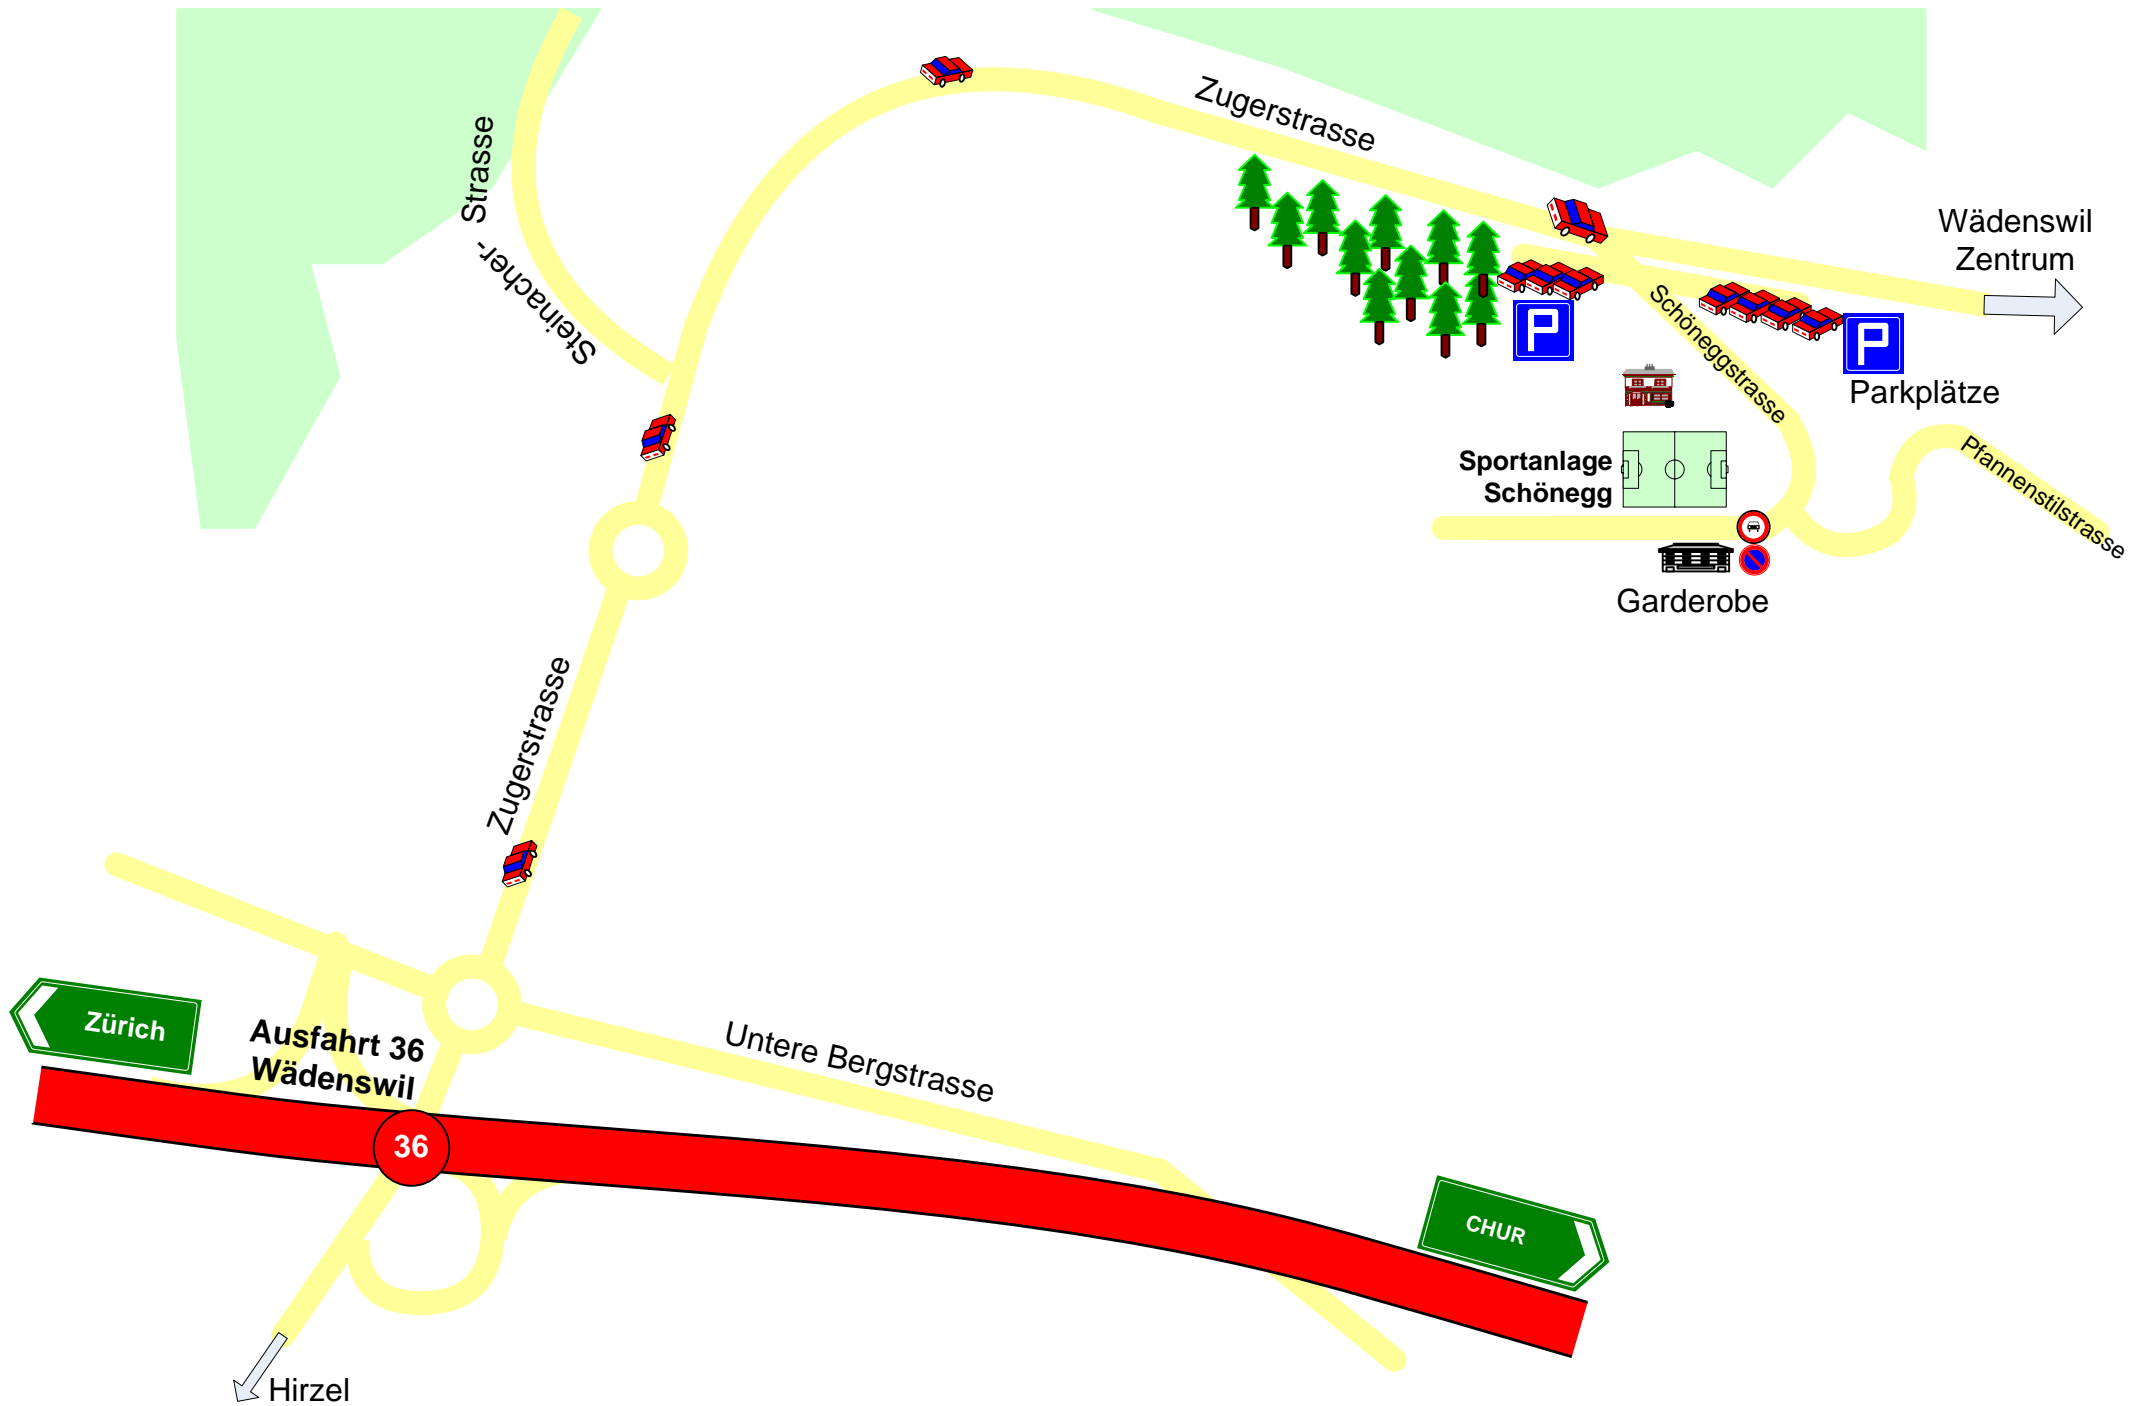 Zugerstrasse
Steinacher-
Strasse
Wädenswil
Zentrum
P
P
Schöneggstrasse
Parkplätze
Sportanlage
Schönegg
Pfannenstilstrasse
Garderobe
Zugerstrasse
Zürich
Ausfahrt 36
Wädenswil
Untere Bergstrasse
36
CHUR
Hirzel